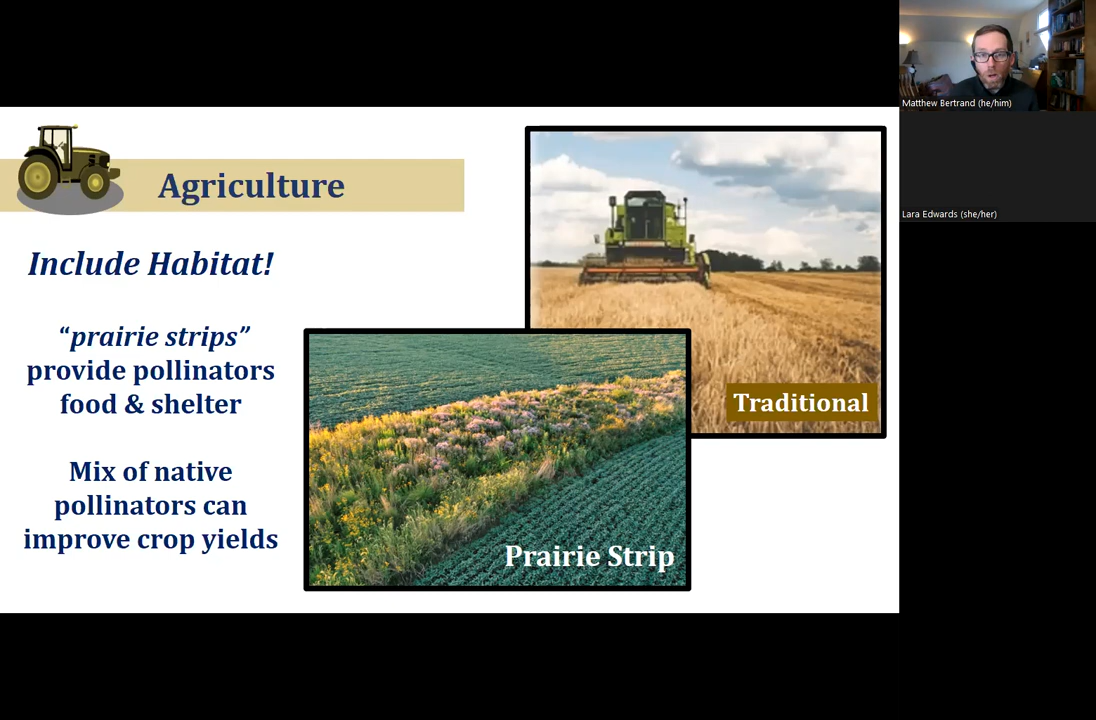 Matthew Bertrand (he/him)
Lara Edwards (she/her)
Agriculture
Include Habitat!
“prairie strips”
provide pollinators
food & shelter
Mix of native
pollinators can
improve crop yields
Traditional
Prairie Strip